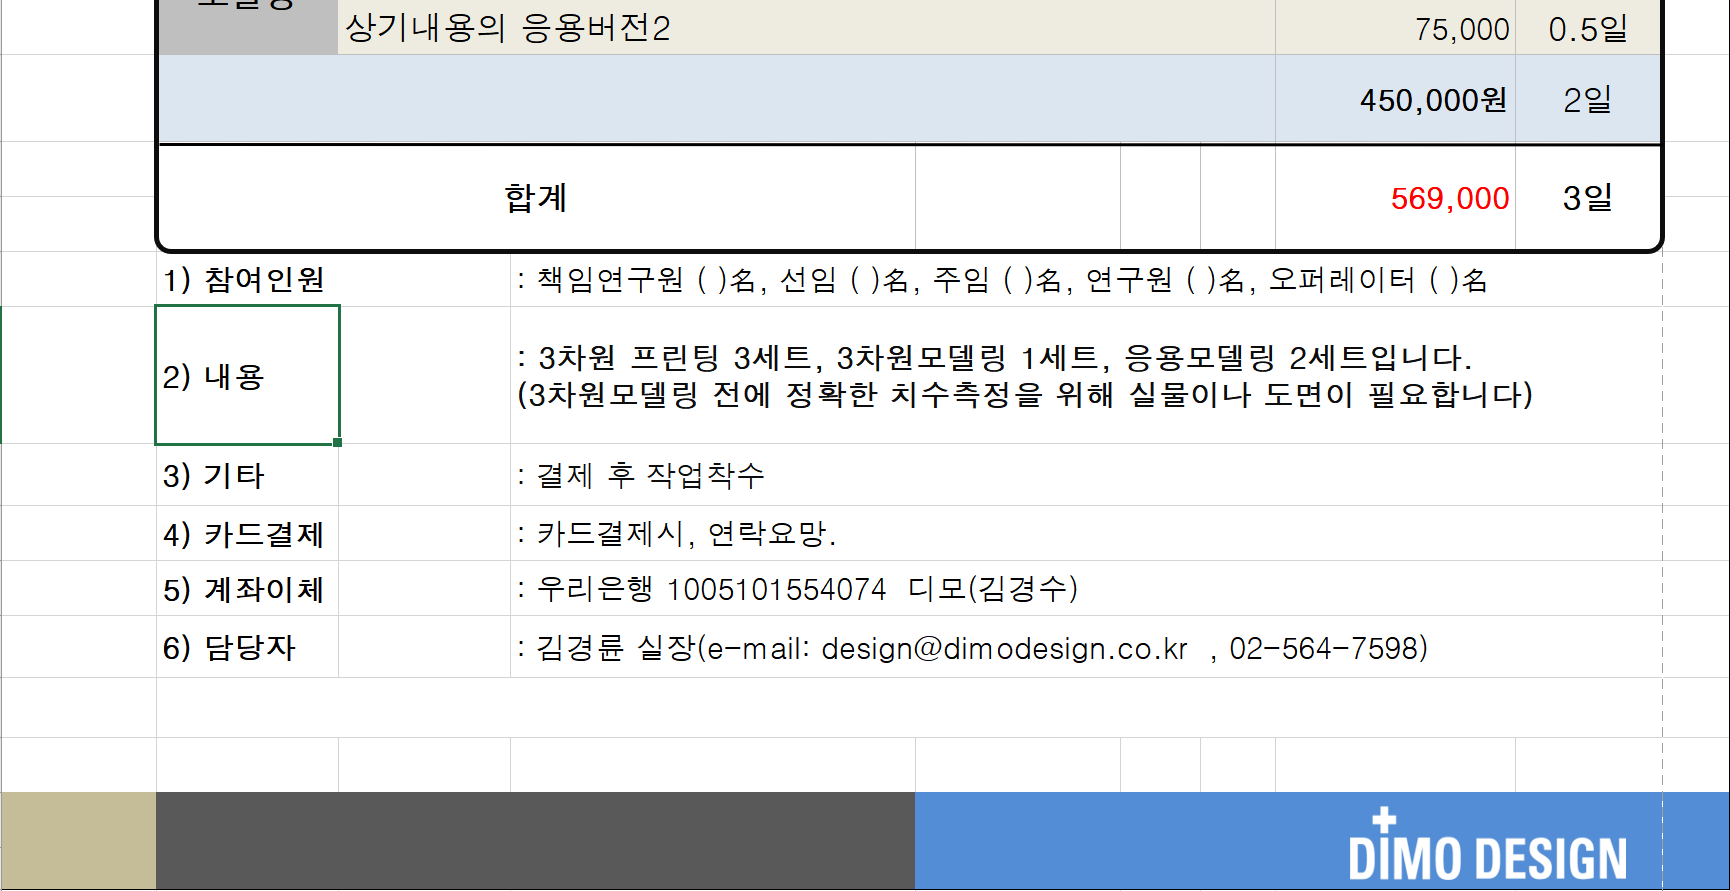 상기내용의 응용버전2 75,000 0.5일
450,000원 2일
합계 569,000 3일
1) 참여인원 : 책임연구원 ( )名, 선임 ( )名, 주임 ( )名, 연구원 ( )名, 오퍼레이터 ( )名
2) 내용 : 3차원 프린팅 3세트, 3차원모델링 1세트, 응용모델링 2세트입니다.
(3차원모델링 전에 정확한 치수측정을 위해 실물이나 도면이 필요합니다)
3) 기타 : 결제 후 작업착수
4) 카드결제 : 카드결제시, 연락요망.
5) 계좌이체 : 우리은행 1005101554074 디모(김경수)
6) 담당자 : 김경륜 실장(e-mail: design@dimodesign.co.kr , 02-564-7598)
DIMO DESIGN